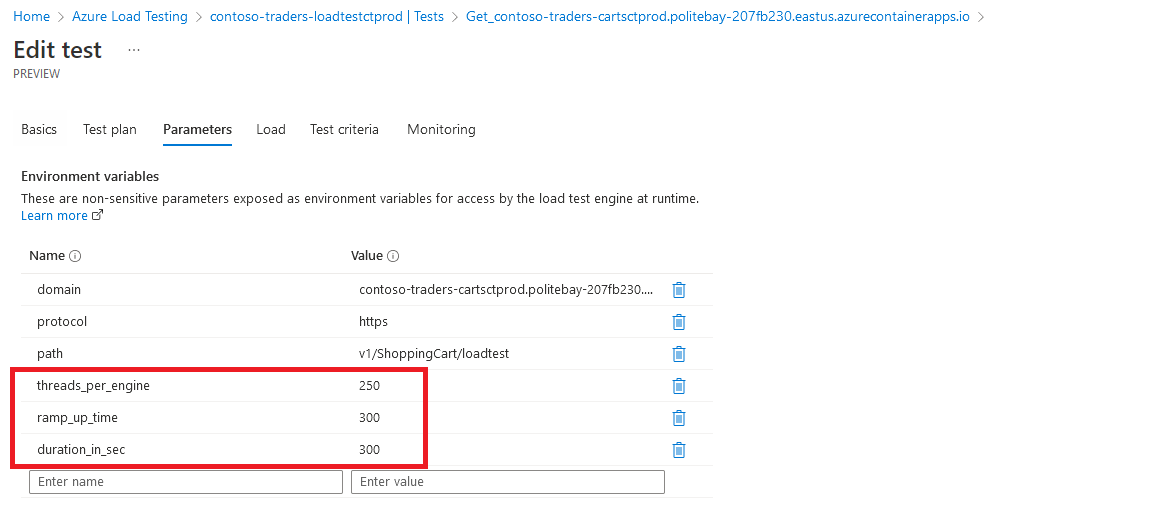 Home > Azure Load Testing > contoso-traders-loadtestctprod | Tests > Get_contoso-traders-cartsctprod.politebay-207fb230.eastus.azurecontainerapps.io >
Edit test ...
PREVIEW
Basics Test plan Parameters Load Test criteria Monitoring
Environment variables
These are non-sensitive parameters exposed as environment variables for access by the load test engine at runtime.
Learn more
Name Value
domain contoso-traders-cartsctprod.politebay-207fb230....
protocol https
path v1/ShoppingCart/loadtest
threads_per_engine 250
ramp_up_time 300
duration_in_sec 300
Enter name Enter value